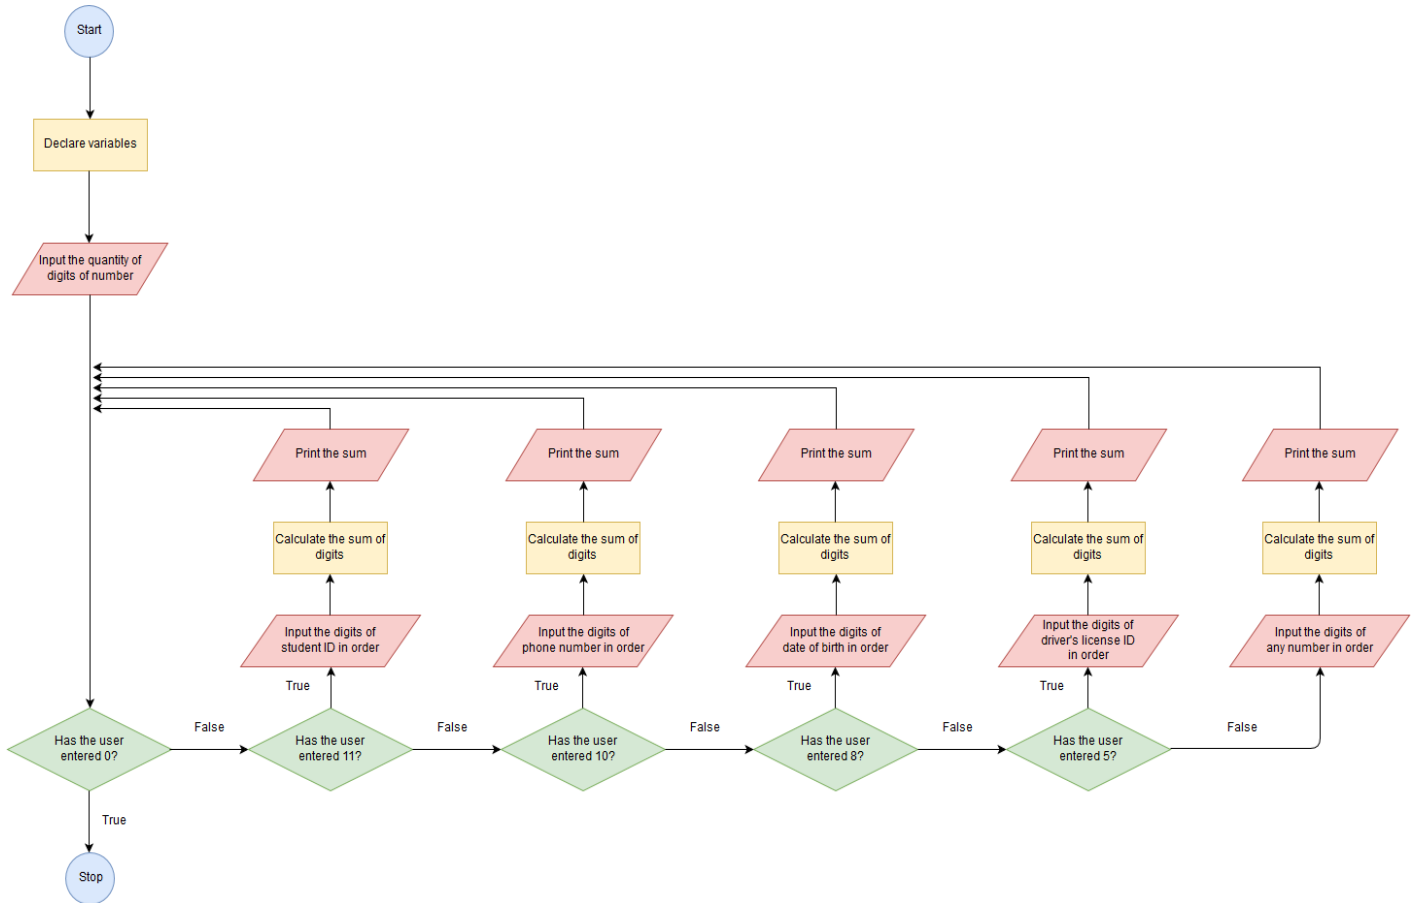 Start
Declare variables
Input the quantity of
digits of number
Print the sum
Print the sum
Print the sum
Print the sum
Print the sum
Calculate the sum of
digits
Calculate the sum of
digits
Calculate the sum of
digits
Calculate the sum of
digits
Calculate the sum of
digits
Input the digits of
student ID in order
Input the digits of
phone number in order
Input the digits of
date of birth in order
Input the digits of
driver's license ID
in order
Input the digits of
any number in order
True
True
True
True
False
False
False
False
False
Has the user
entered 0?
Has the user
entered 11?
Has the user
entered 10?
Has the user
entered 8?
Has the user
entered 5?
True
Stop